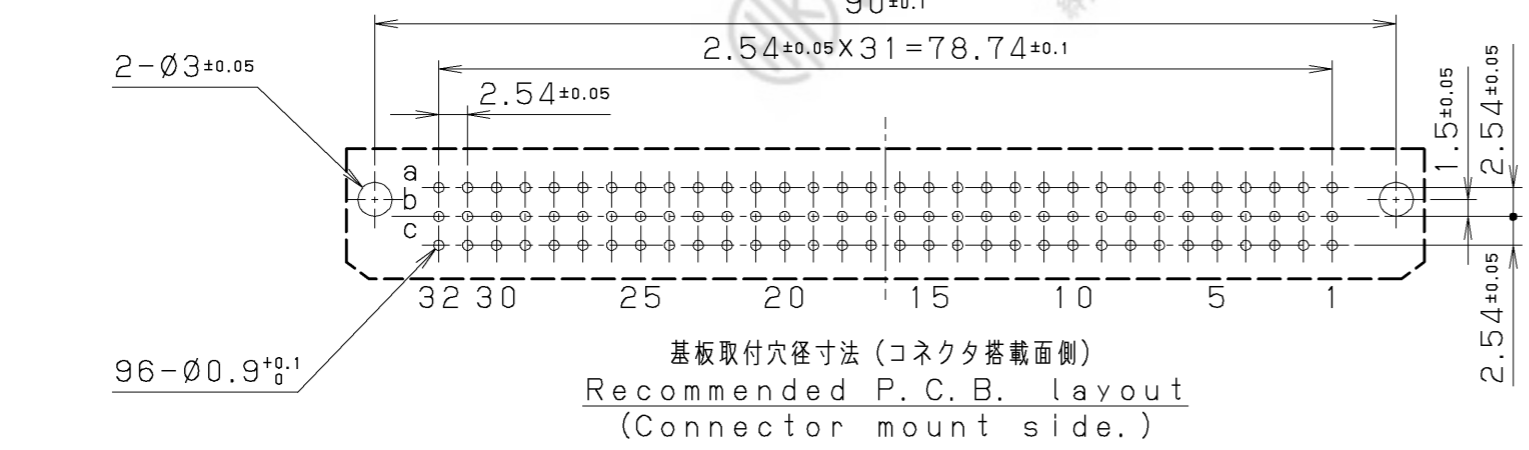 90±0.1
2.54±0.05X31=78.74±0.1
2-Ø3±0.05
2.54±0.05
1.5±0.05
2.54±0.05
a
b
c
32 30 25 20 15 10 5 1
2.54±0.05
96-Ø0.9+0.1 0
基板取付穴径寸法(コネクタ搭載面側)
Recommended P.C.B. layout
(Connector mount side.)